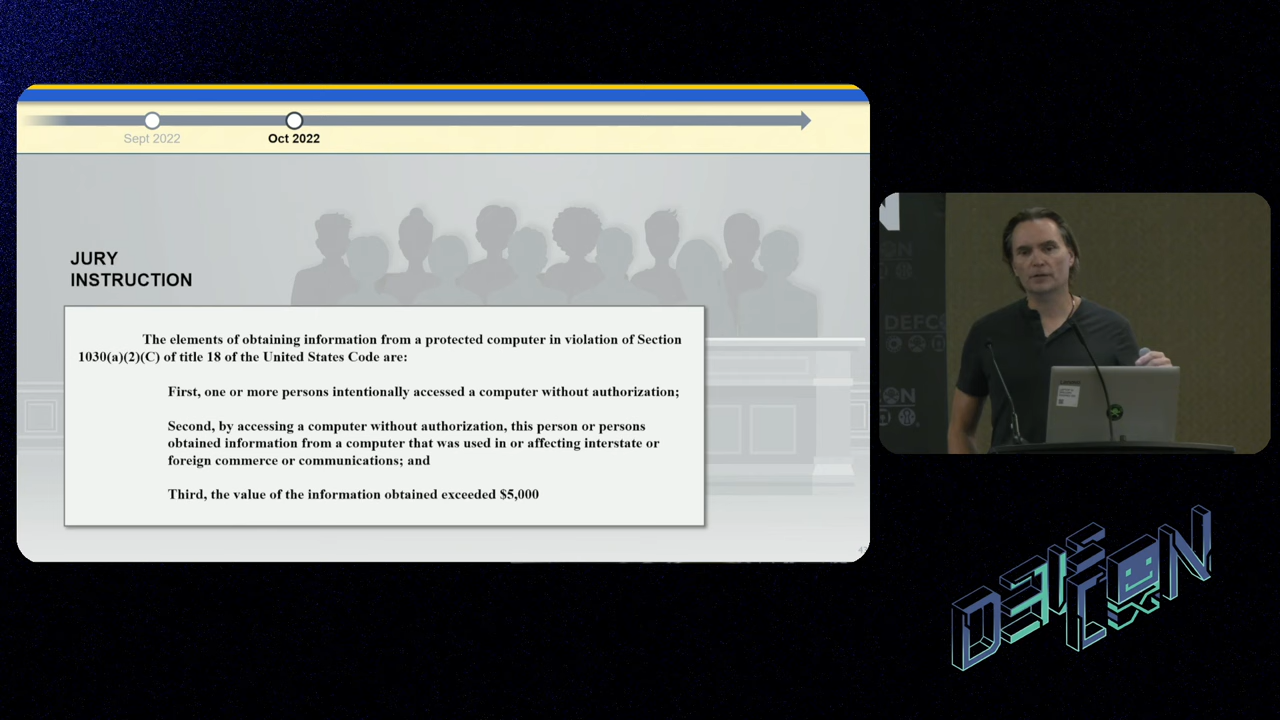 Sept 2022
Oct 2022
JURY
INSTRUCTION
The elements of obtaining information from a protected computer in violation of Section
1030(a)(2)(C) of title 18 of the United States Code are:
First, one or more persons intentionally accessed a computer without authorization;
Second, by accessing a computer without authorization, this person or persons
obtained information from a computer that was used in or affecting interstate or
foreign commerce or communications; and
Third, the value of the information obtained exceeded $5,000
DEFCON